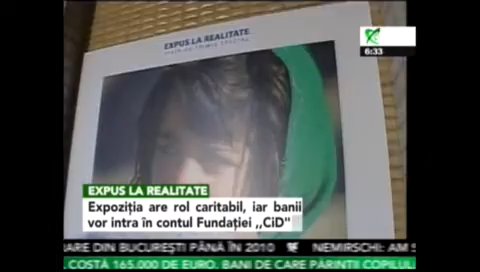 EXPUS LA REALITATE
6:33
EXPUS LA REALITATE
Expoziția are rol caritabil, iar banii
vor intra în contul Fundației ,,CiD"
ARE DIN BUCUREȘTI PÂNĂ ÎN 2010 NEMIRSCHI: AM
COSTĂ 165.000 DE EURO. BANI DE CARE PĂRINȚII COPILUL